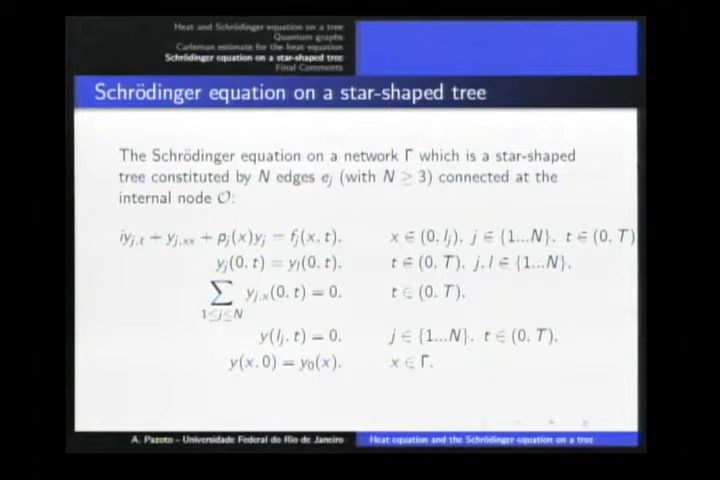 Heat and Schrödinger equation on a tree
Quantum graphs
Carleman estimate for the heat equation
Schrödinger equation on a star-shaped tree
Final Comments
Schrödinger equation on a star-shaped tree
The Schrödinger equation on a network Γ which is a star-shaped
tree constituted by N edges e_j (with N ≥ 3) connected at the
internal node 𝒪:
iy_{j,t} + y_{j,xx} + p_j(x)y_j = f_j(x, t), x ∈ (0, l_j), j ∈ {1...N}, t ∈ (0, T)
y_j(0, t) = y_l(0, t), t ∈ (0, T), j, l ∈ {1...N},
∑_{1≤j≤N} y_{j,x}(0, t) = 0, t ∈ (0, T),
y(l_j, t) = 0, j ∈ {1...N}, t ∈ (0, T),
y(x, 0) = y_0(x), x ∈ Γ.
A. Pazoto - Universidade Federal do Rio de Janeiro Heat equation and the Schrödinger equation on a tree